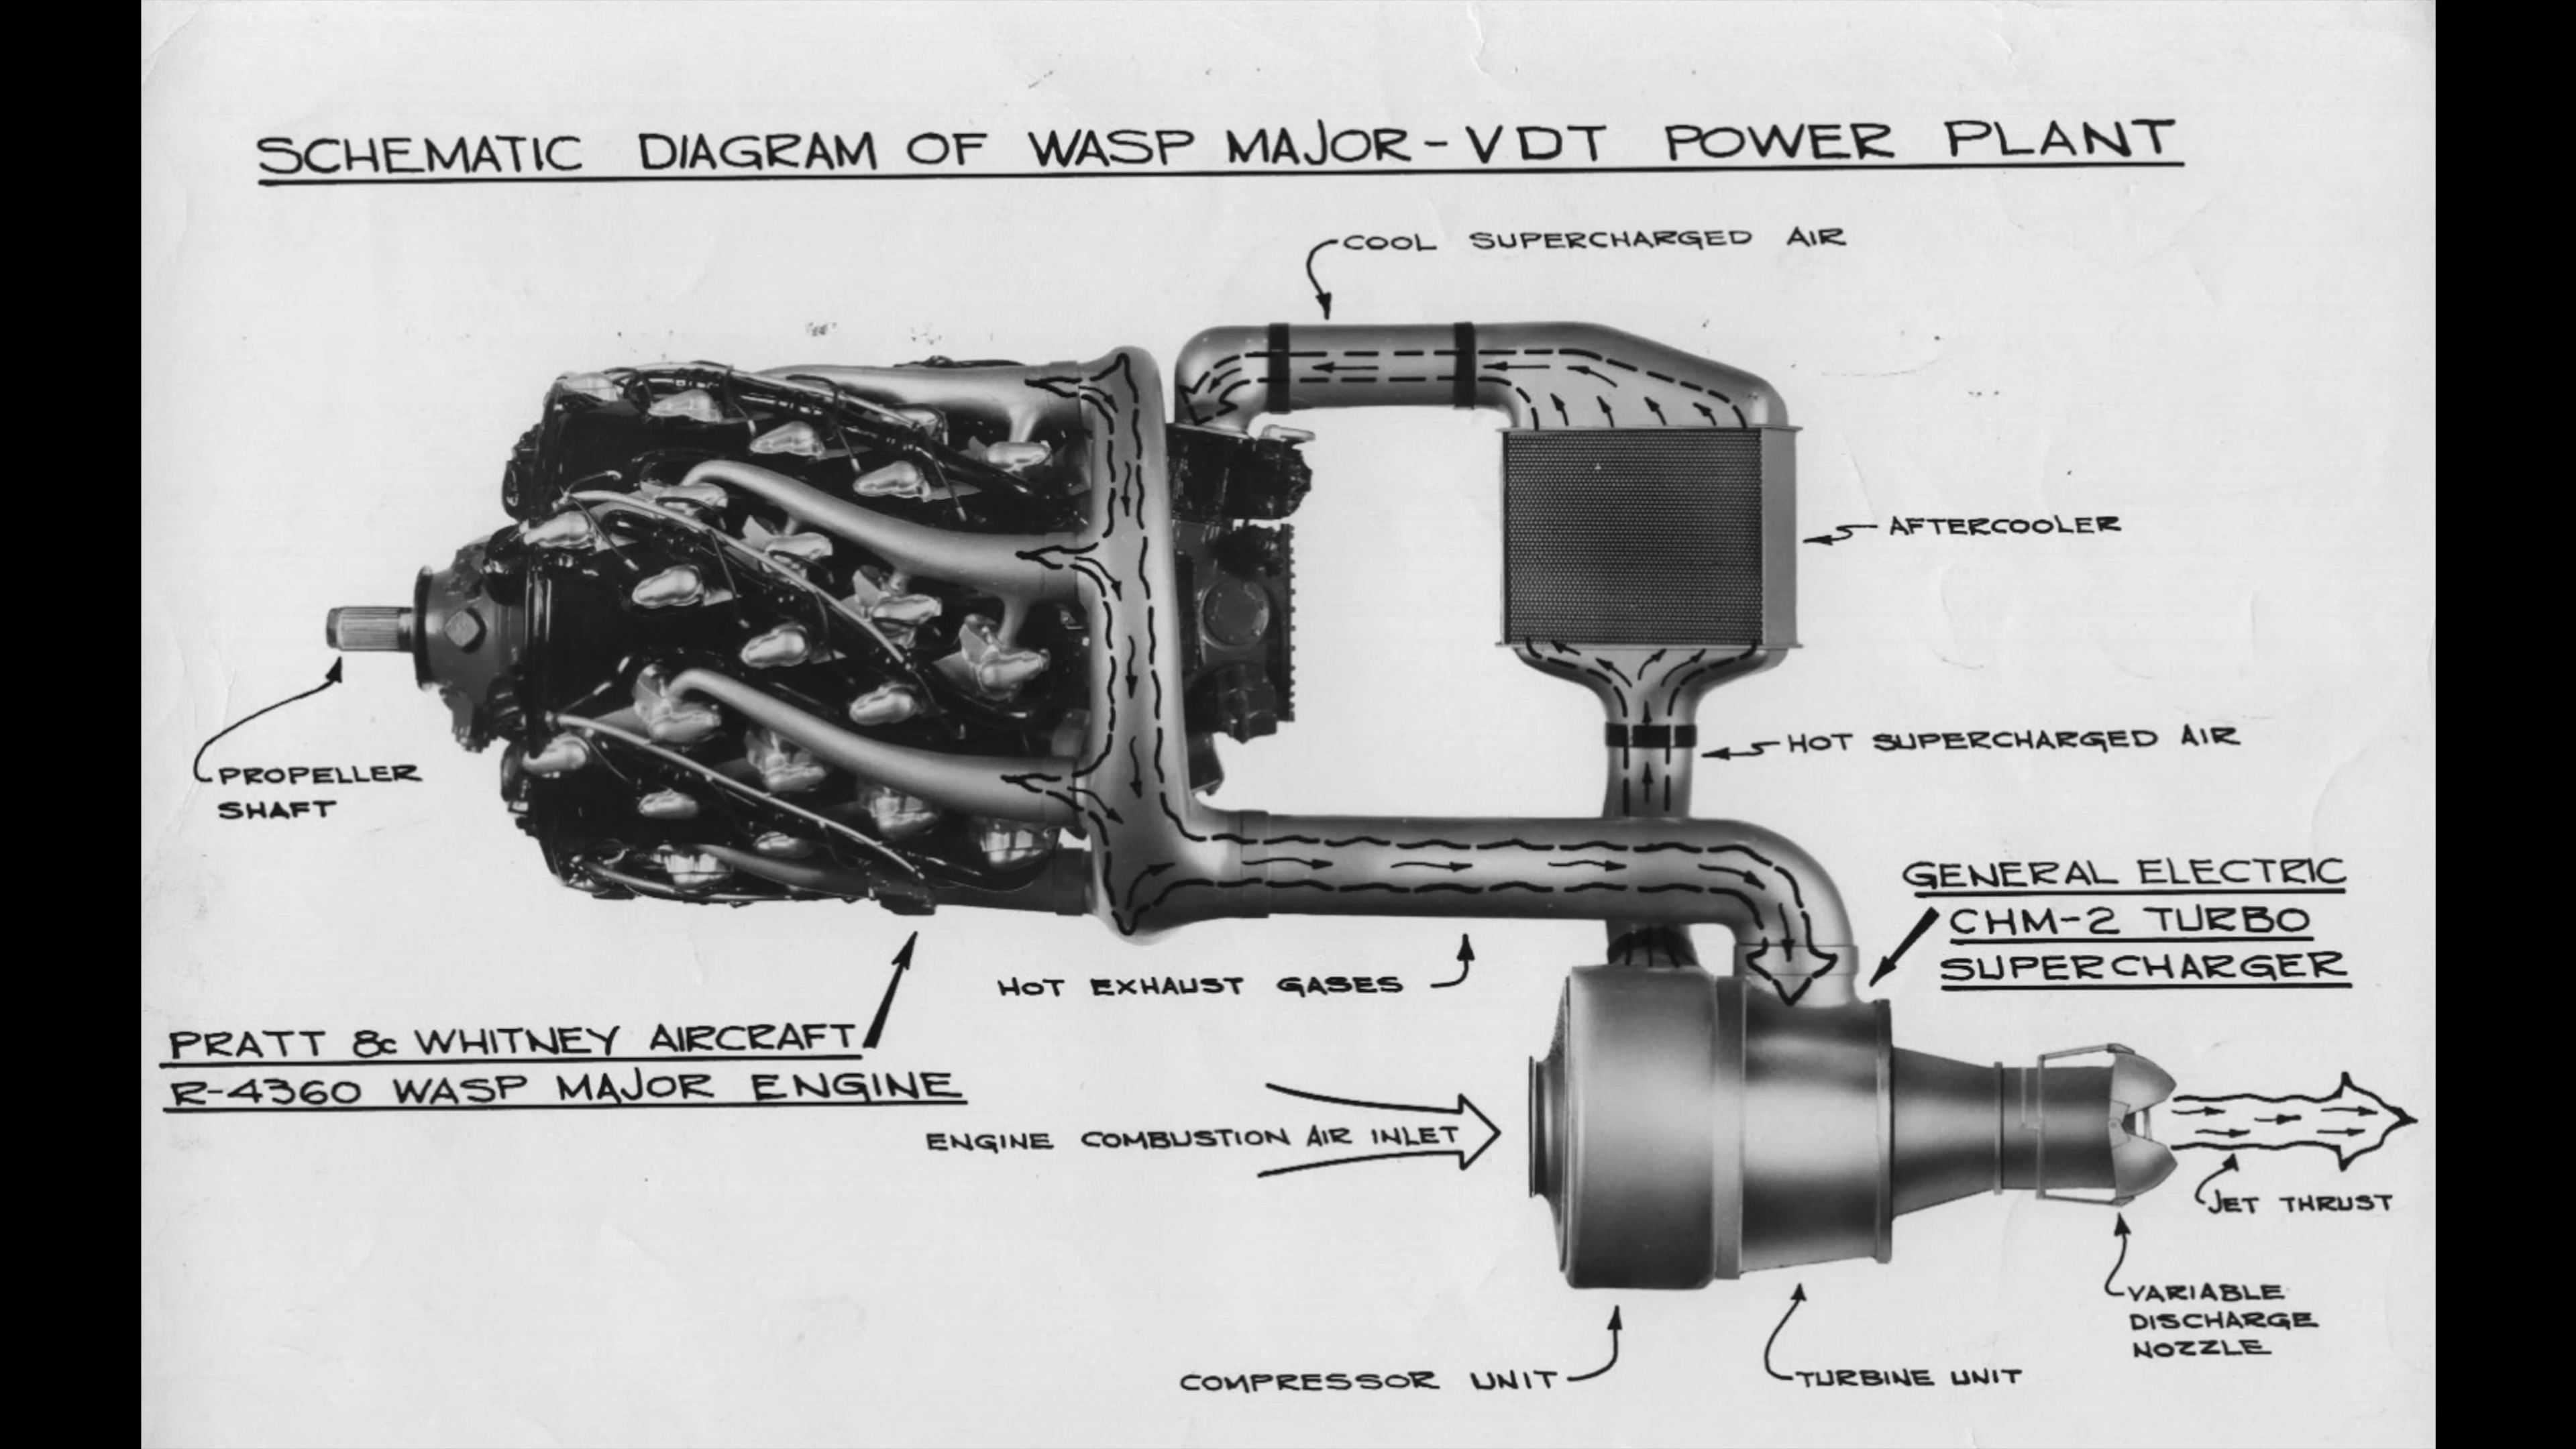 SCHEMATIC DIAGRAM OF WASP MAJOR-VDT POWER PLANT
COOL SUPERCHARGED AIR
AFTERCOOLER
HOT SUPERCHARGED AIR
PROPELLER
SHAFT
GENERAL ELECTRIC
CHM-2 TURBO
SUPERCHARGER
HOT EXHAUST GASES
PRATT & WHITNEY AIRCRAFT
R-4360 WASP MAJOR ENGINE
ENGINE COMBUSTION AIR INLET
JET THRUST
VARIABLE
DISCHARGE
NOZZLE
COMPRESSOR UNIT
TURBINE UNIT